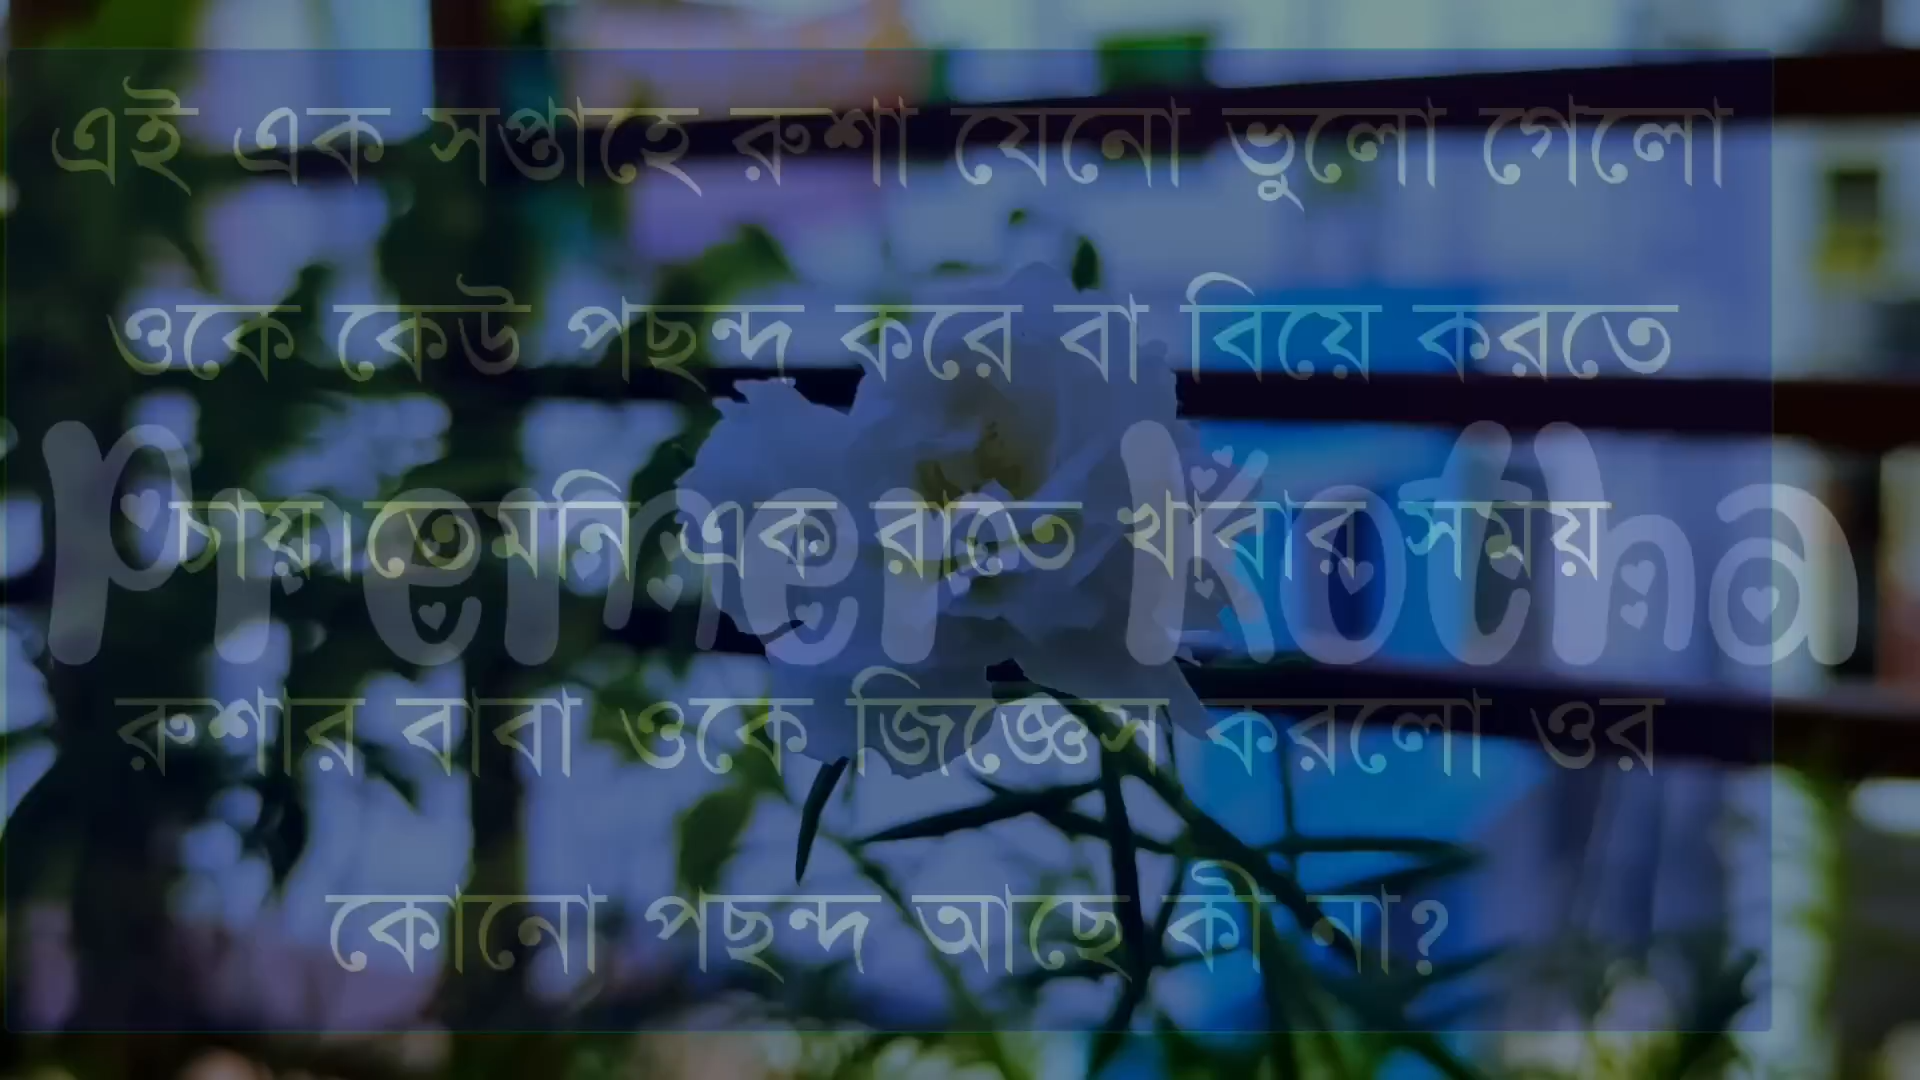 এই এক সপ্তাহে রুশা যেনো ভুলো গেলো
ওকে কেউ পছন্দ করে বা বিয়ে করতে
Premer Kotha
চায়।তেমনি এক রাতে খাবার সময়
রুশার বাবা ওকে জিজ্ঞেস করলো ওর
কোনো পছন্দ আছে কী না?